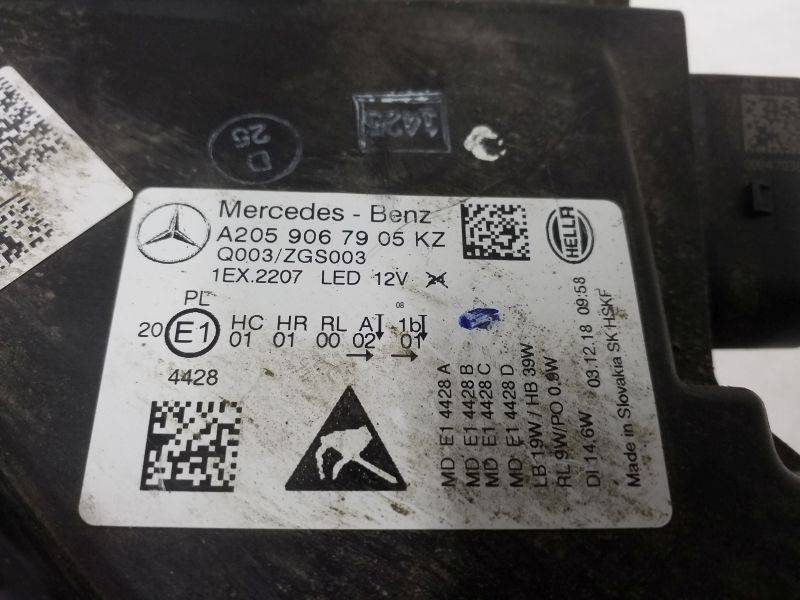 D
25
3425
Mercedes - Benz
A205 906 79 05 KZ
Q003/ZGS003
1EX.2207 LED 12V
HELLA
PL
08
20 E1 HC HR RL A 1b
01 01 00 02 01
4428
MD E1 4428 A
MD E1 4428 B
MD E1 4428 C
MD E1 4428 D
LB 19W / HB 39W
RL 9W/PO 0.9W
DI 14,6W 03.12.18 09:58
Made in Slovakia SK HSKF